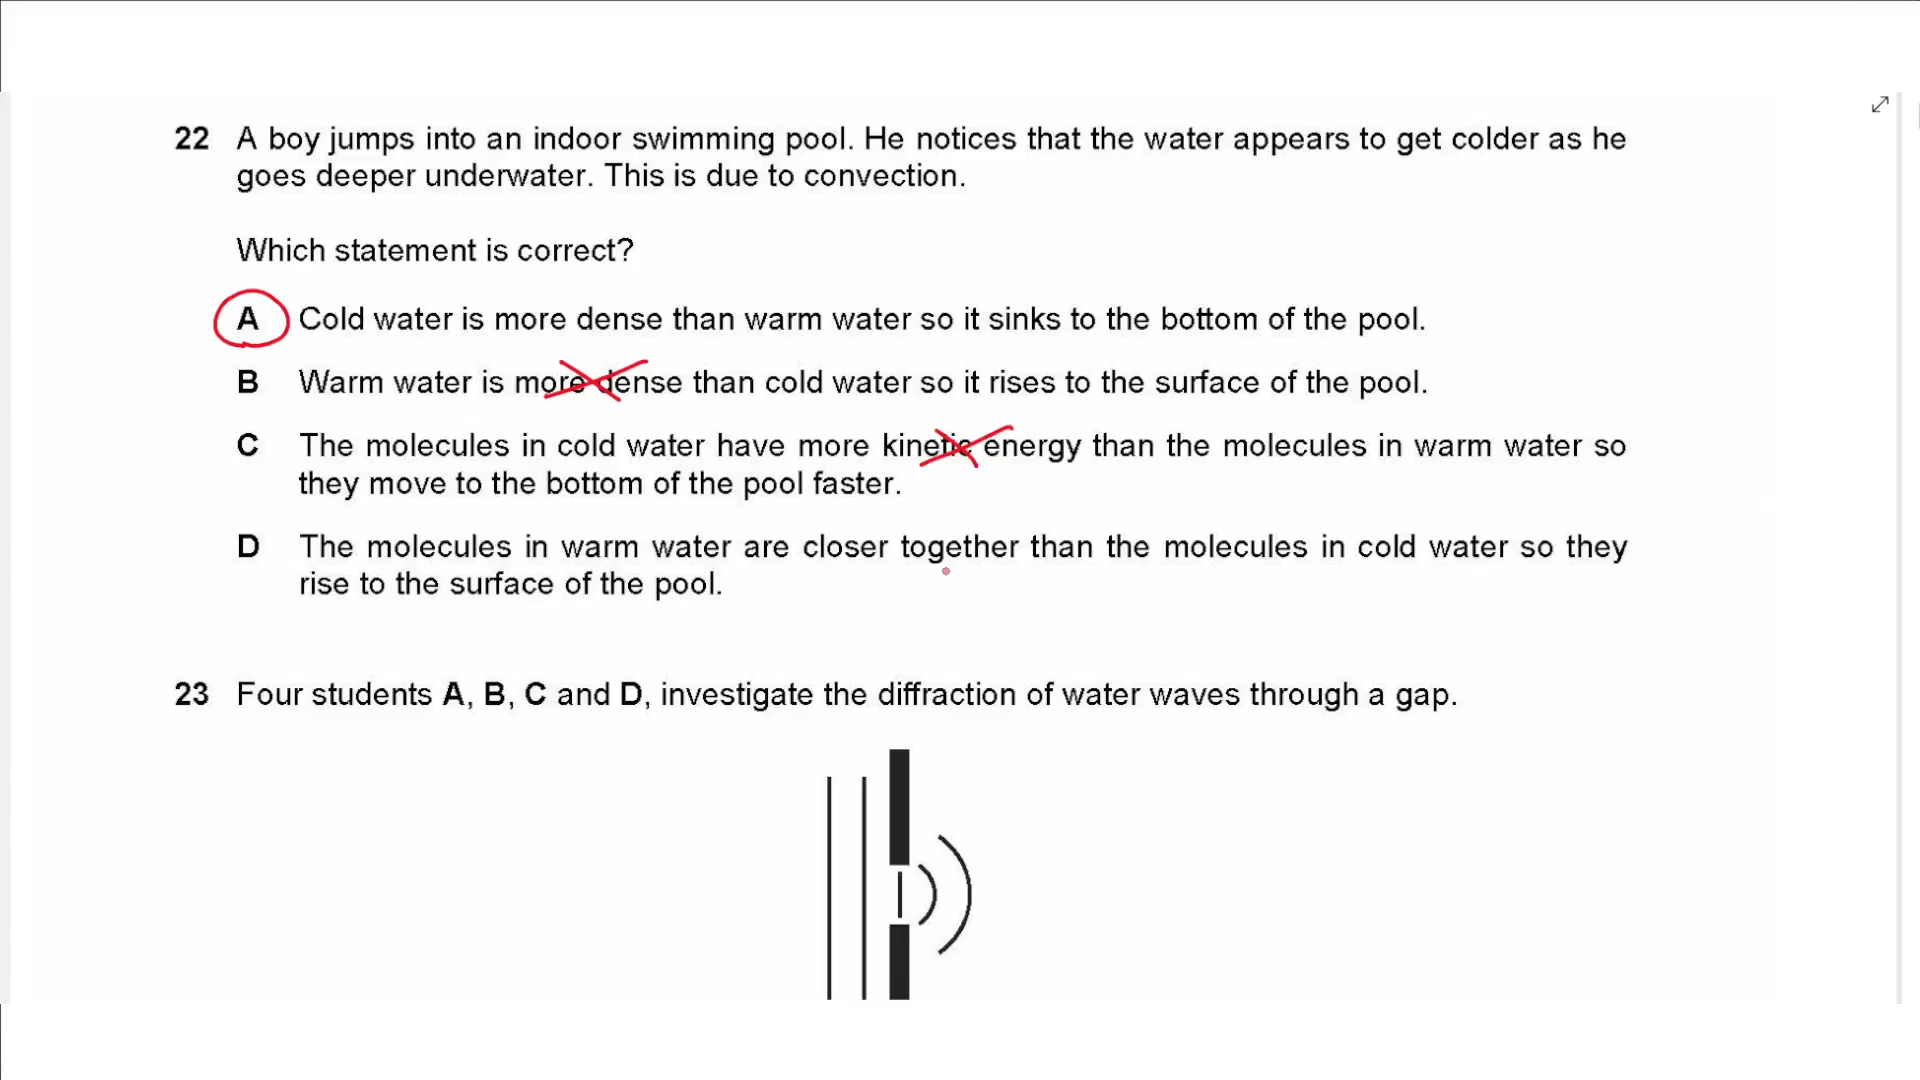 22 A boy jumps into an indoor swimming pool. He notices that the water appears to get colder as he
goes deeper underwater. This is due to convection.
Which statement is correct?
A Cold water is more dense than warm water so it sinks to the bottom of the pool.
B Warm water is more dense than cold water so it rises to the surface of the pool.
C The molecules in cold water have more kinetic energy than the molecules in warm water so
they move to the bottom of the pool faster.
D The molecules in warm water are closer together than the molecules in cold water so they
rise to the surface of the pool.
23 Four students A, B, C and D, investigate the diffraction of water waves through a gap.